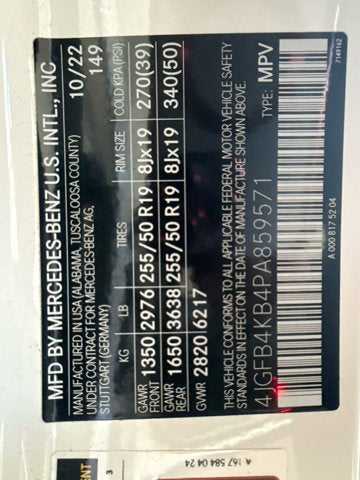 MFD BY MERCEDES-BENZ U.S. INTL., INC.
MANUFACTURED IN USA (ALABAMA, TUSCALOOSA COUNTY) 10/22
UNDER CONTRACT FOR MERCEDES-BENZ AG, 149
STUTTGART (GERMANY)
KG LB TIRES RIM SIZE COLD KPA (PSI)
GAWR FRONT 1350 2976 255/50 R19 8Jx19 270(39)
GAWR REAR 1650 3638 255/50 R19 8Jx19 340(50)
GVWR 2820 6217
THIS VEHICLE CONFORMS TO ALL APPLICABLE FEDERAL MOTOR VEHICLE SAFETY
STANDARDS IN EFFECT ON THE DATE OF MANUFACTURE SHOWN ABOVE.
4JGFB4KB4PA859571 TYPE: MPV
A 000 817 52 04
7149162
A 167 584 04 24
3